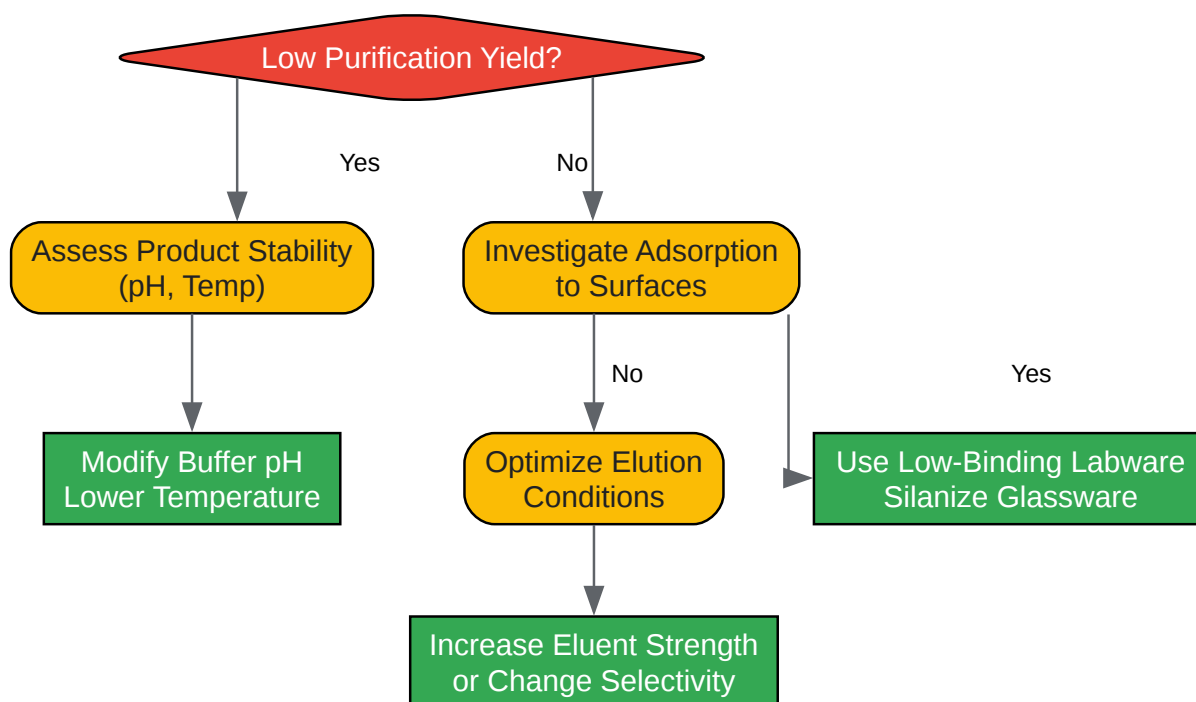 Low Purification Yield?
Yes
No
Assess Product Stability
(pH, Temp)
Investigate Adsorption
to Surfaces
No
Yes
Modify Buffer pH
Lower Temperature
Optimize Elution
Conditions
Use Low-Binding Labware
Silanize Glassware
Increase Eluent Strength
or Change Selectivity